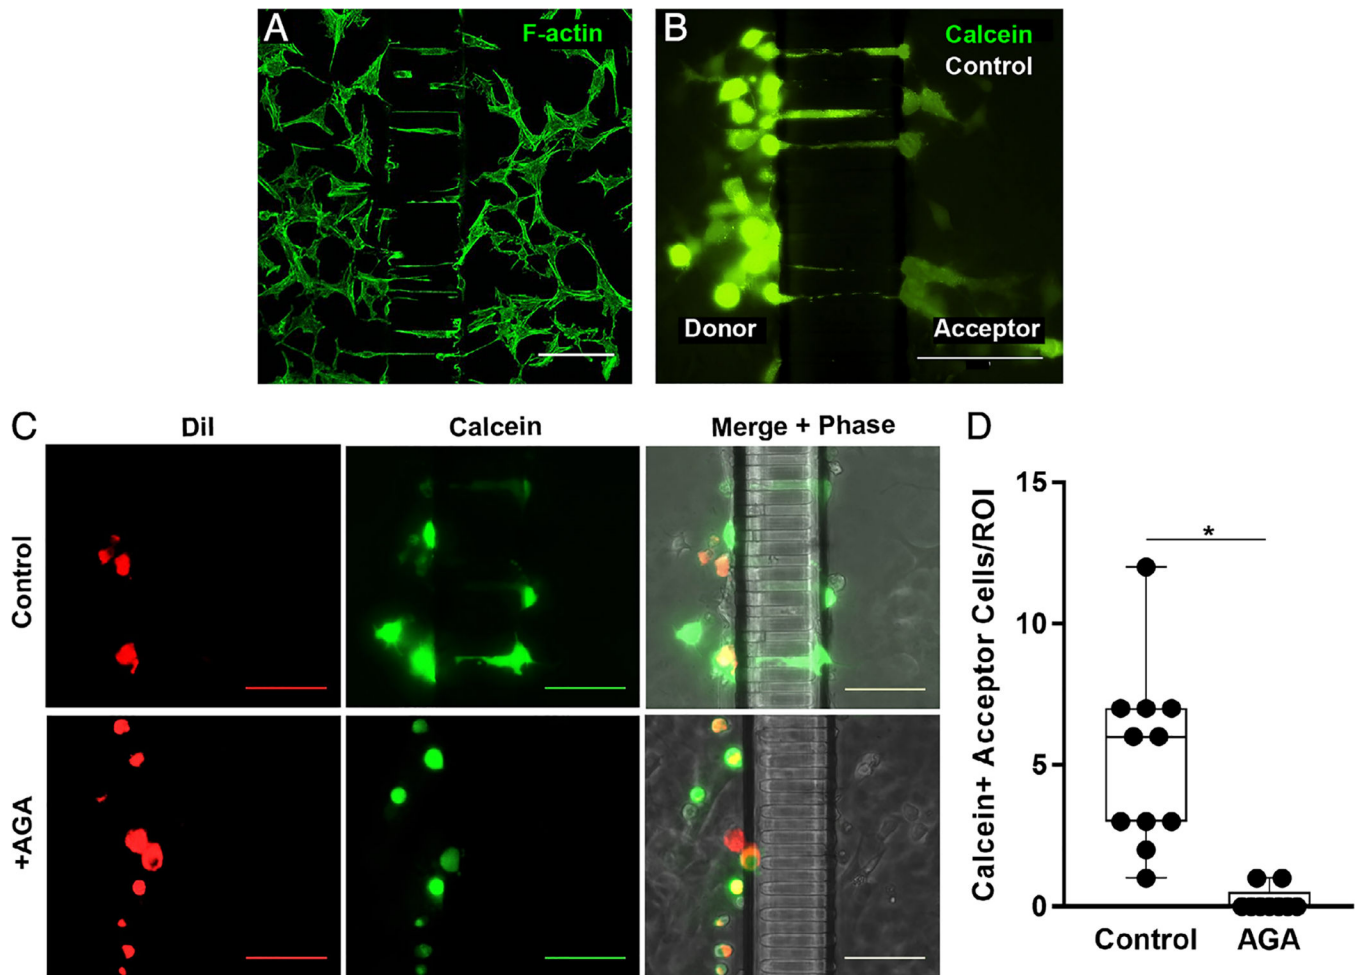 A
F-actin
B
Calcein
Control
Donor
Acceptor
C
DiI
Calcein
Merge + Phase
Control
+AGA
D
Calcein+ Acceptor Cells/ROI
15
10
5
0
*
Control
AGA